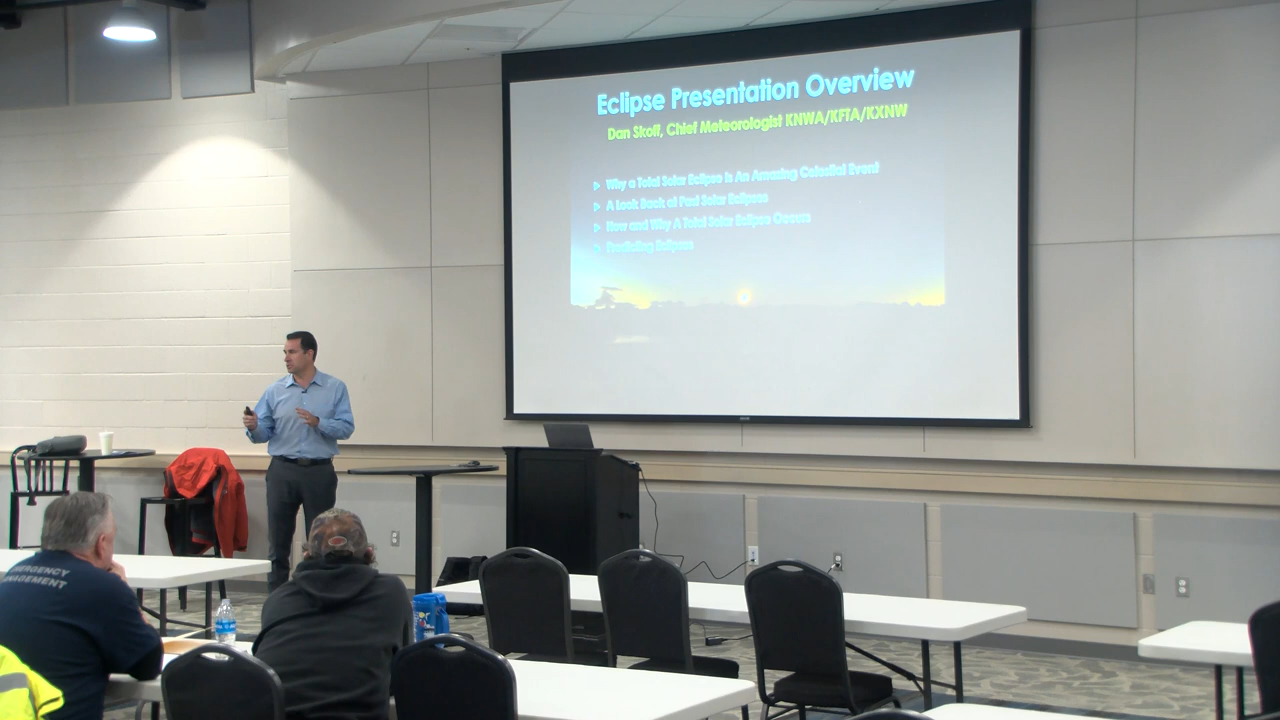 Eclipse Presentation Overview
Dan Skoff, Chief Meteorologist KNWA/KFTA/KXNW
Why a Total Solar Eclipse Is An Amazing Celestial Event
A Look Back at Past Solar Eclipses
How and Why A Total Solar Eclipse Occurs
Predicting Eclipses
EMERGENCY
MANAGEMENT